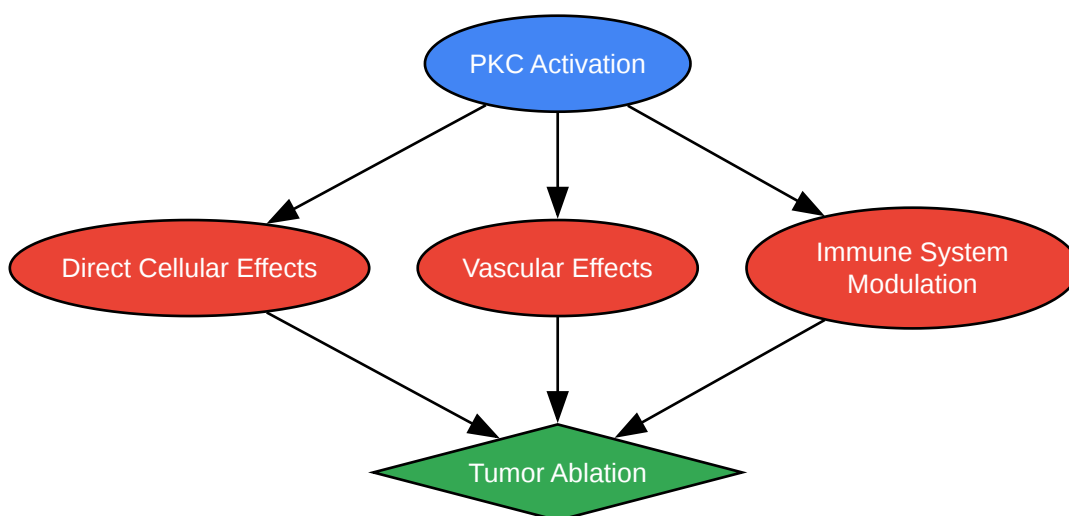 PKC Activation
Direct Cellular Effects
Vascular Effects
Immune System
Modulation
Tumor Ablation